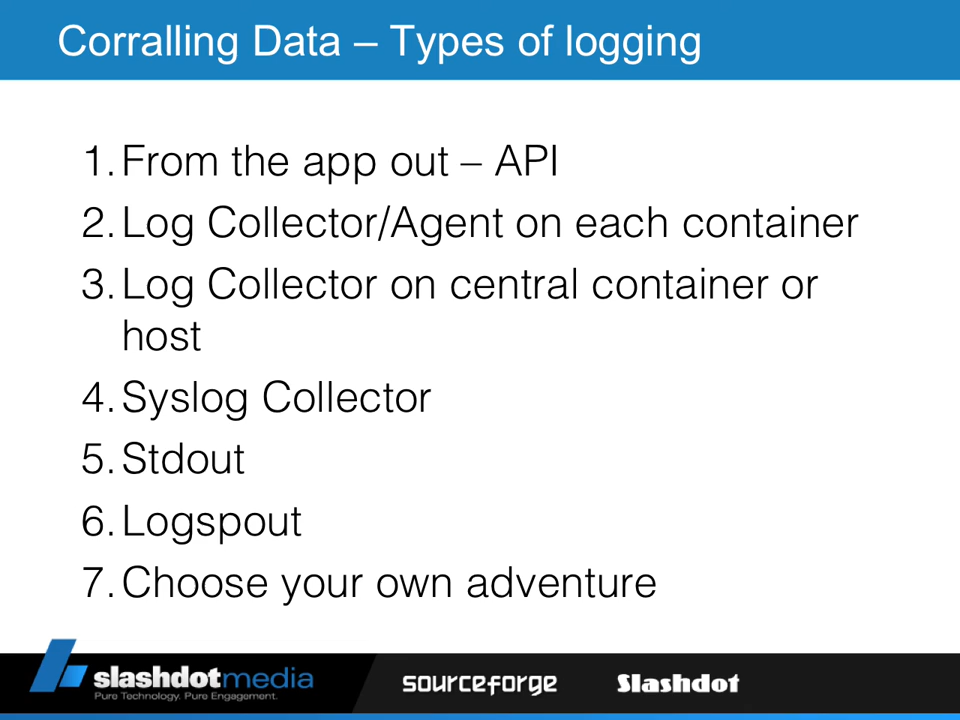 Corralling Data – Types of logging
1. From the app out – API
2. Log Collector/Agent on each container
3. Log Collector on central container or
host
4. Syslog Collector
5. Stdout
6. Logspout
7. Choose your own adventure
slashdotmedia
Pure Technology. Pure Engagement.
sourceforge
Slashdot